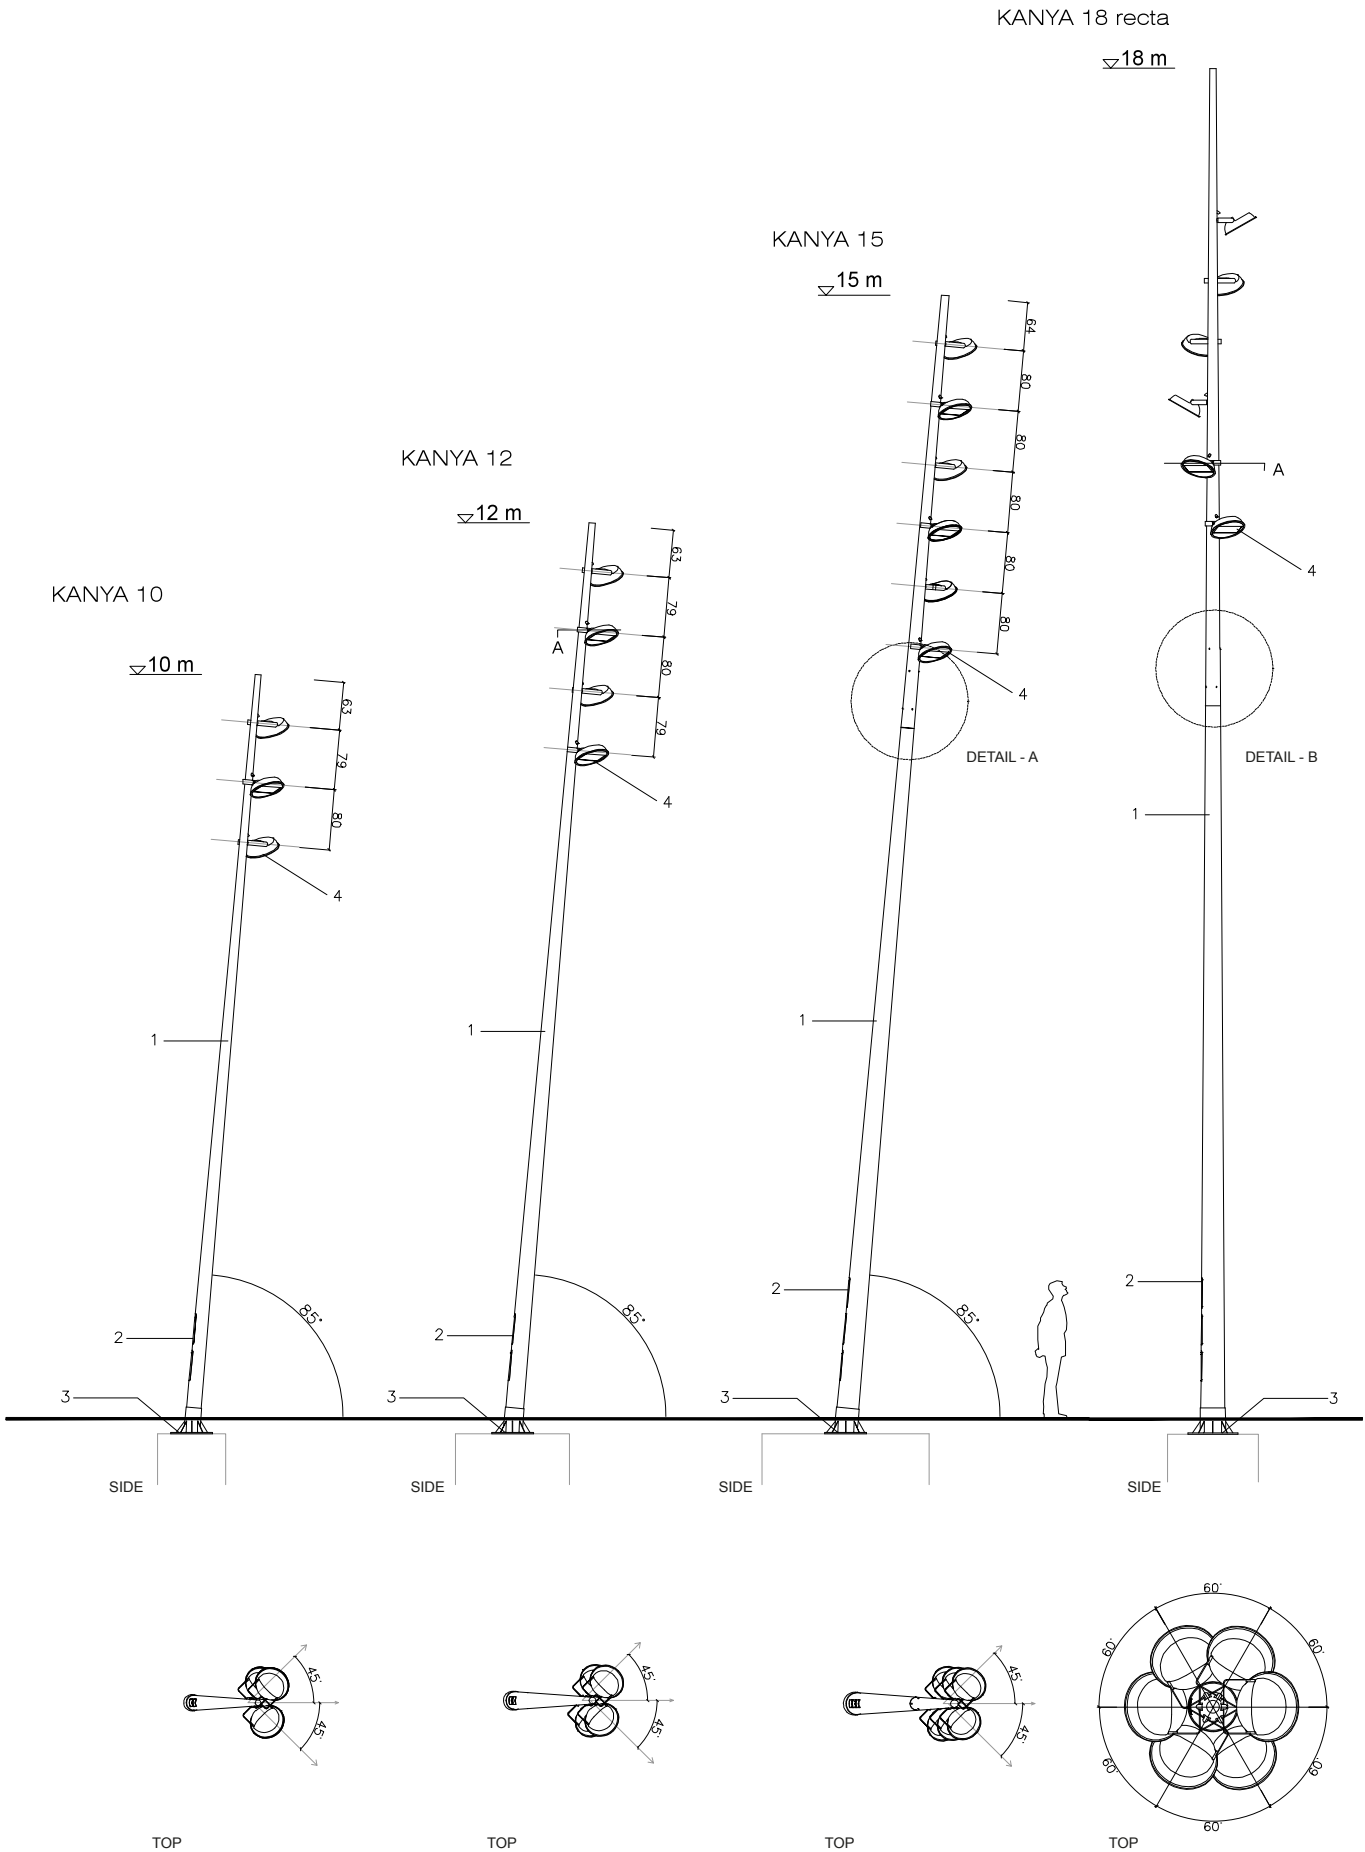 KANYA 18 recta
18 m
KANYA 15
15 m
64
80
80
80
80
80
4
DETAIL - A
A
4
DETAIL - B
1
KANYA 12
12 m
63
79
80
79
A
4
KANYA 10
10 m
63
79
80
4
1
1
1
2
2
2
2
85°
85°
85°
3
3
3
3
SIDE
SIDE
SIDE
SIDE
45°
45°
45°
45°
45°
45°
60°
60°
60°
60°
60°
60°
TOP
TOP
TOP
TOP